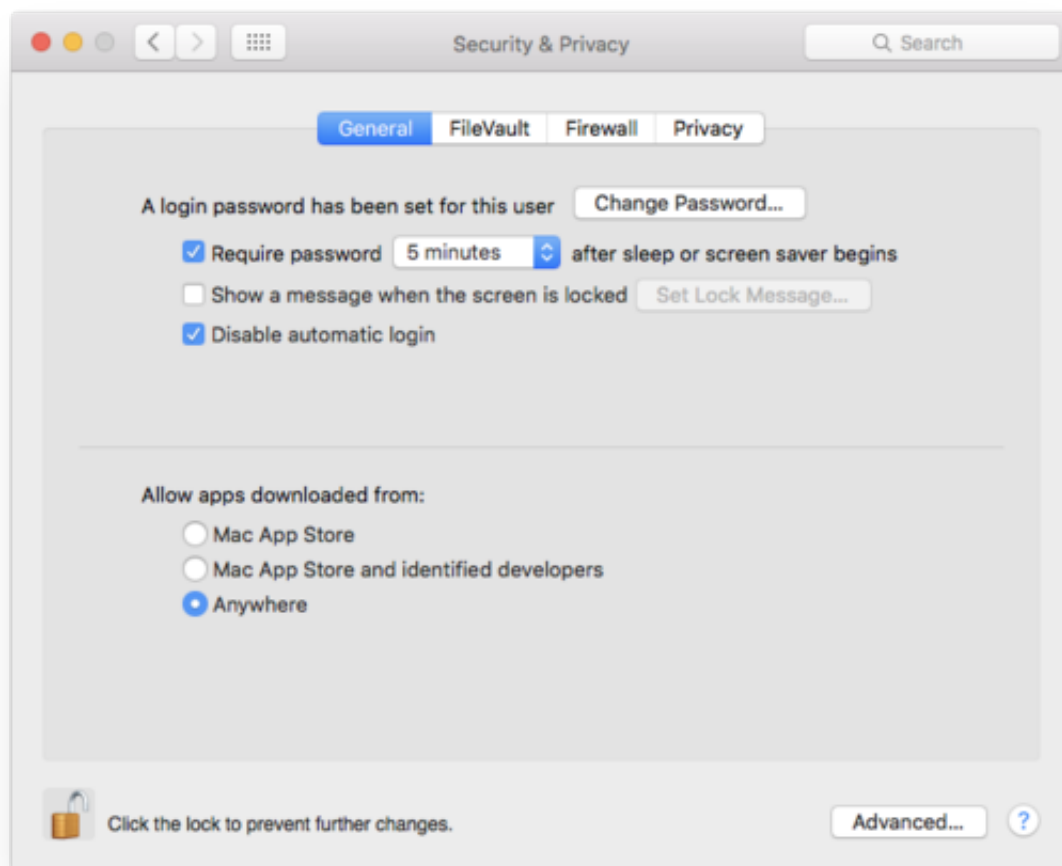 Security & Privacy
Search
General FileVault Firewall Privacy
A login password has been set for this user Change Password...
Require password 5 minutes after sleep or screen saver begins
Show a message when the screen is locked Set Lock Message...
Disable automatic login
Allow apps downloaded from:
Mac App Store
Mac App Store and identified developers
Anywhere
Click the lock to prevent further changes.
Advanced... ?